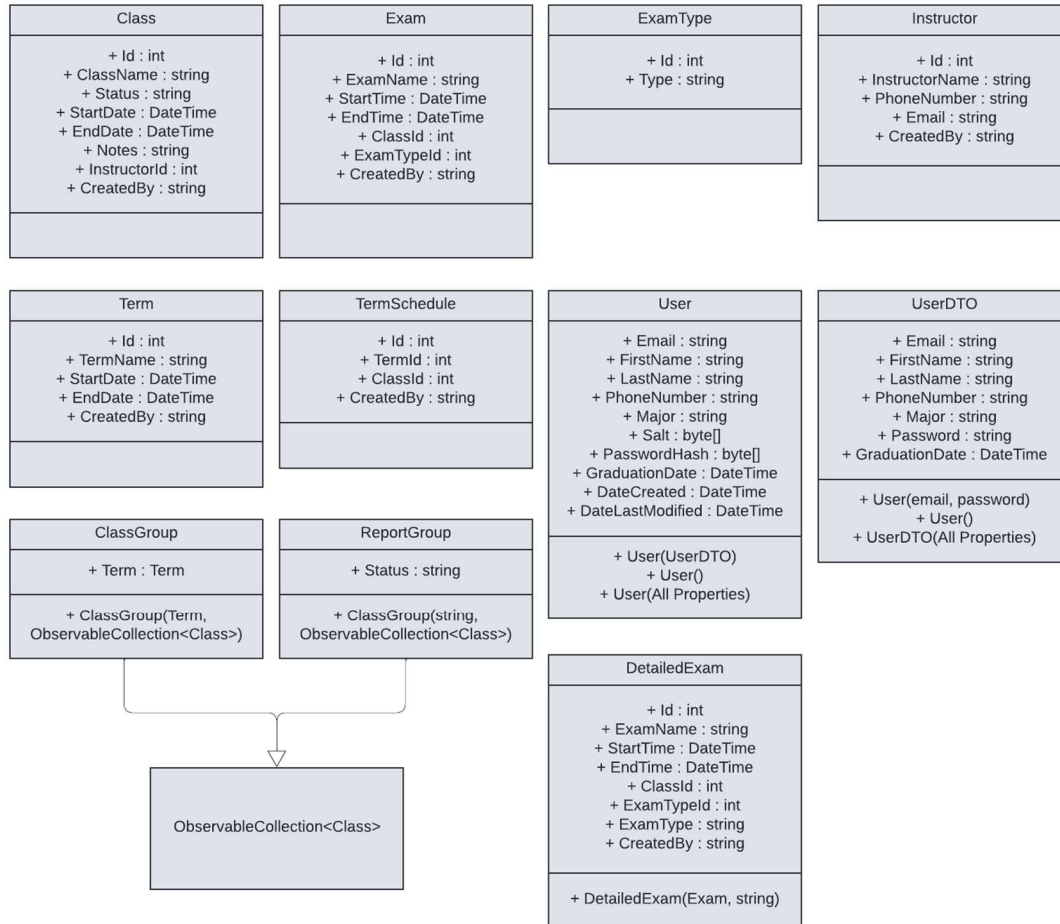 Class
+ Id : int
+ ClassName : string
+ Status : string
+ StartDate : DateTime
+ EndDate : DateTime
+ Notes : string
+ InstructorId : int
+ CreatedBy : string
Exam
+ Id : int
+ ExamName : string
+ StartTime : DateTime
+ EndTime : DateTime
+ ClassId : int
+ ExamTypeId : int
+ CreatedBy : string
ExamType
+ Id : int
+ Type : string
Instructor
+ Id : int
+ InstructorName : string
+ PhoneNumber : string
+ Email : string
+ CreatedBy : string
Term
+ Id : int
+ TermName : string
+ StartDate : DateTime
+ EndDate : DateTime
+ CreatedBy : string
TermSchedule
+ Id : int
+ TermId : int
+ ClassId : int
+ CreatedBy : string
User
+ Email : string
+ FirstName : string
+ LastName : string
+ PhoneNumber : string
+ Major : string
+ Salt : byte[]
+ PasswordHash : byte[]
+ GraduationDate : DateTime
+ DateCreated : DateTime
+ DateLastModified : DateTime
+ User(UserDTO)
+ User()
+ User(All Properties)
UserDTO
+ Email : string
+ FirstName : string
+ LastName : string
+ PhoneNumber : string
+ Major : string
+ Password : string
+ GraduationDate : DateTime
+ User(email, password)
+ User()
+ UserDTO(All Properties)
ClassGroup
+ Term : Term
+ ClassGroup(Term,
ObservableCollection<Class>)
ReportGroup
+ Status : string
+ ClassGroup(string,
ObservableCollection<Class>)
ObservableCollection<Class>
DetailedExam
+ Id : int
+ ExamName : string
+ StartTime : DateTime
+ EndTime : DateTime
+ ClassId : int
+ ExamTypeId : int
+ ExamType : string
+ CreatedBy : string
+ DetailedExam(Exam, string)